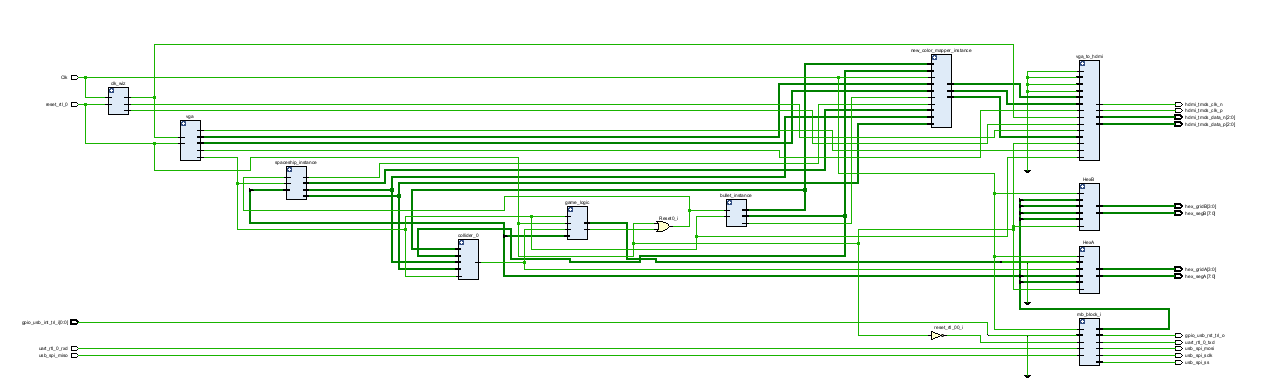 new_color_mapper_instance
vga_to_hdmi
Clk
clk_wiz
reset_rtl_0
hdmi_tmds_clk_n
hdmi_tmds_clk_p
hdmi_tmds_data_n[2:0]
hdmi_tmds_data_p[2:0]
vga
spaceship_instance
HexB
bullet_instance
game_logic
hex_gridB[3:0]
hex_segB[7:0]
Reset0_i
collider_0
HexA
hex_gridA[3:0]
hex_segA[7:0]
mb_block_i
gpio_usb_int_tri_i[0:0]
reset_rtl_00_i
gpio_usb_rst_tri_o
uart_rtl_0_txd
uart_rtl_0_rxd
usb_spi_mosi
usb_spi_miso
usb_spi_sclk
usb_spi_ss